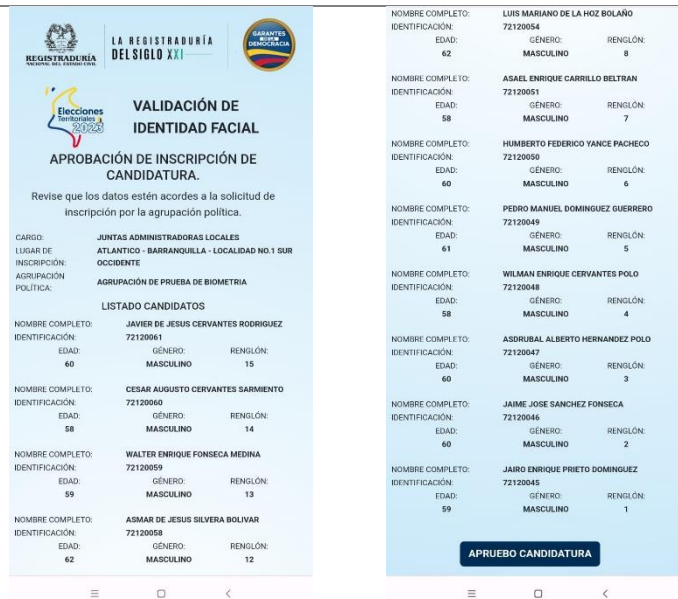 REGISTRADURÍA
NACIONAL DEL ESTADO CIVIL
LA REGISTRADURÍA
DEL SIGLO XXI
GARANTES
DE LA
DEMOCRACIA
Elecciones
Territoriales
2023
VALIDACIÓN DE
IDENTIDAD FACIAL
APROBACIÓN DE INSCRIPCIÓN DE
CANDIDATURA.
Revise que los datos estén acordes a la solicitud de
inscripción por la agrupación política.
CARGO: JUNTAS ADMINISTRADORAS LOCALES
LUGAR DE INSCRIPCIÓN: ATLANTICO - BARRANQUILLA - LOCALIDAD NO.1 SUR OCCIDENTE
AGRUPACIÓN POLÍTICA: AGRUPACIÓN DE PRUEBA DE BIOMETRIA
LISTADO CANDIDATOS
NOMBRE COMPLETO: JAVIER DE JESUS CERVANTES RODRIGUEZ
IDENTIFICACIÓN: 72120061
EDAD: GÉNERO: RENGLÓN:
60 MASCULINO 15
NOMBRE COMPLETO: CESAR AUGUSTO CERVANTES SARMIENTO
IDENTIFICACIÓN: 72120060
EDAD: GÉNERO: RENGLÓN:
58 MASCULINO 14
NOMBRE COMPLETO: WALTER ENRIQUE FONSECA MEDINA
IDENTIFICACIÓN: 72120059
EDAD: GÉNERO: RENGLÓN:
59 MASCULINO 13
NOMBRE COMPLETO: ASMAR DE JESUS SILVERA BOLIVAR
IDENTIFICACIÓN: 72120058
EDAD: GÉNERO: RENGLÓN:
62 MASCULINO 12
NOMBRE COMPLETO: LUIS MARIANO DE LA HOZ BOLAÑO
IDENTIFICACIÓN: 72120054
EDAD: GÉNERO: RENGLÓN:
62 MASCULINO 8
NOMBRE COMPLETO: ASAEL ENRIQUE CARRILLO BELTRAN
IDENTIFICACIÓN: 72120051
EDAD: GÉNERO: RENGLÓN:
58 MASCULINO 7
NOMBRE COMPLETO: HUMBERTO FEDERICO YANCE PACHECO
IDENTIFICACIÓN: 72120050
EDAD: GÉNERO: RENGLÓN:
60 MASCULINO 6
NOMBRE COMPLETO: PEDRO MANUEL DOMINGUEZ GUERRERO
IDENTIFICACIÓN: 72120049
EDAD: GÉNERO: RENGLÓN:
61 MASCULINO 5
NOMBRE COMPLETO: WILMAN ENRIQUE CERVANTES POLO
IDENTIFICACIÓN: 72120048
EDAD: GÉNERO: RENGLÓN:
58 MASCULINO 4
NOMBRE COMPLETO: ASDRUBAL ALBERTO HERNANDEZ POLO
IDENTIFICACIÓN: 72120047
EDAD: GÉNERO: RENGLÓN:
60 MASCULINO 3
NOMBRE COMPLETO: JAIME JOSE SANCHEZ FONSECA
IDENTIFICACIÓN: 72120046
EDAD: GÉNERO: RENGLÓN:
60 MASCULINO 2
NOMBRE COMPLETO: JAIRO ENRIQUE PRIETO DOMINGUEZ
IDENTIFICACIÓN: 72120045
EDAD: GÉNERO: RENGLÓN:
59 MASCULINO 1
APRUEBO CANDIDATURA